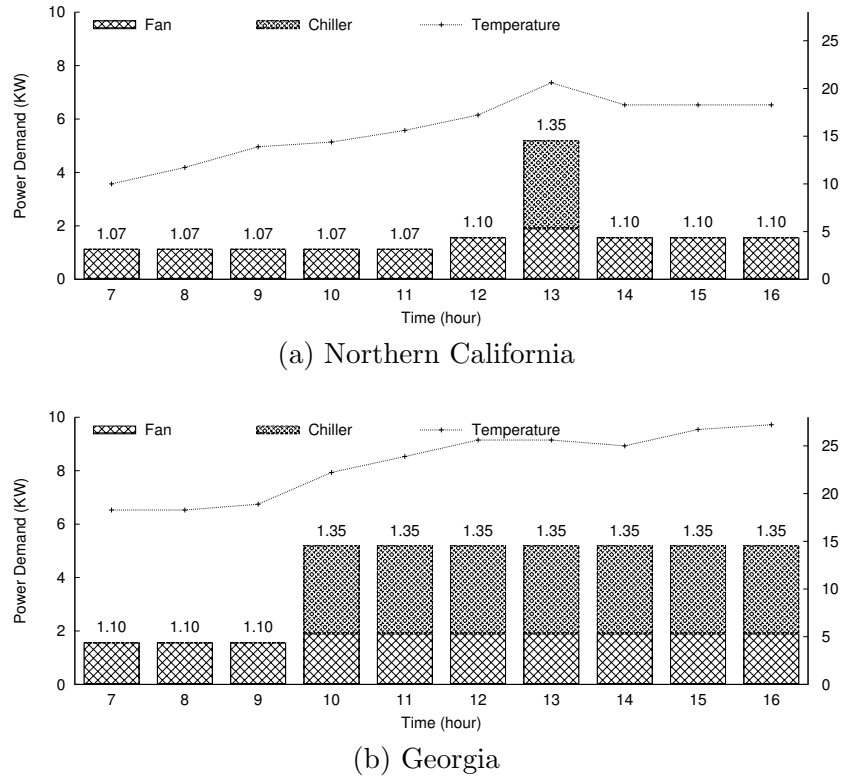 10
8
6
4
2
0
Power Demand (KW)
Fan Chiller Temperature
25
20
15
10
5
0
1.07 1.07 1.07 1.07 1.07 1.10 1.35 1.10 1.10 1.10
7 8 9 10 11 12 13 14 15 16
Time (hour)
(a) Northern California
10
8
6
4
2
0
Power Demand (KW)
Fan Chiller Temperature
25
20
15
10
5
0
1.10 1.10 1.10 1.35 1.35 1.35 1.35 1.35 1.35 1.35
7 8 9 10 11 12 13 14 15 16
Time (hour)
(b) Georgia